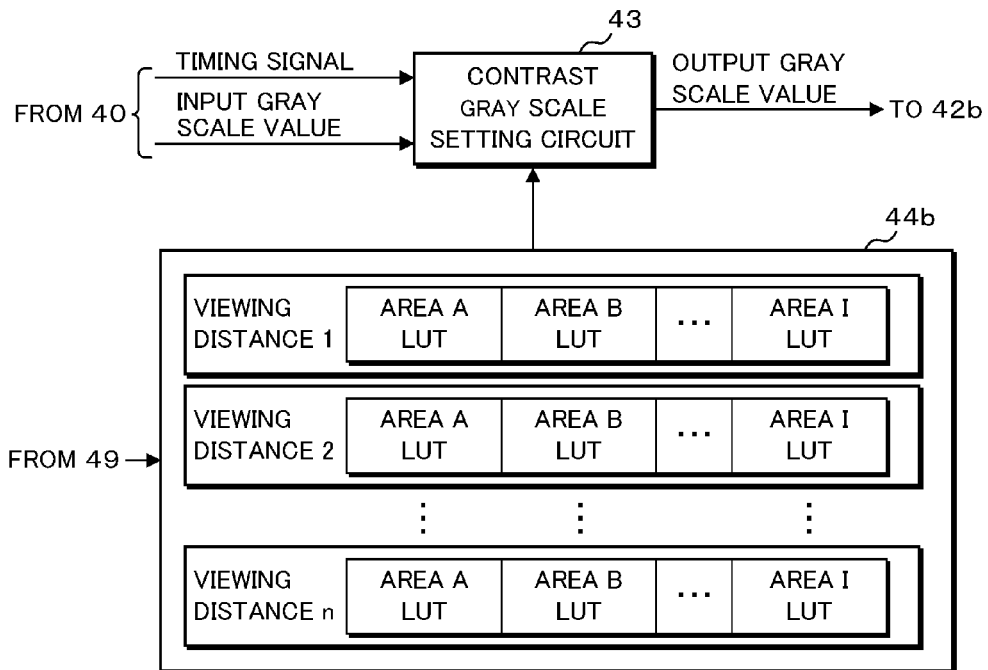 43
TIMING SIGNAL
FROM 40
INPUT GRAY
SCALE VALUE
CONTRAST
GRAY SCALE
SETTING CIRCUIT
OUTPUT GRAY
SCALE VALUE
TO 42b
44b
VIEWING
DISTANCE 1
AREA A
LUT
AREA B
LUT
...
AREA I
LUT
VIEWING
DISTANCE 2
AREA A
LUT
AREA B
LUT
...
AREA I
LUT
FROM 49
VIEWING
DISTANCE n
AREA A
LUT
AREA B
LUT
...
AREA I
LUT